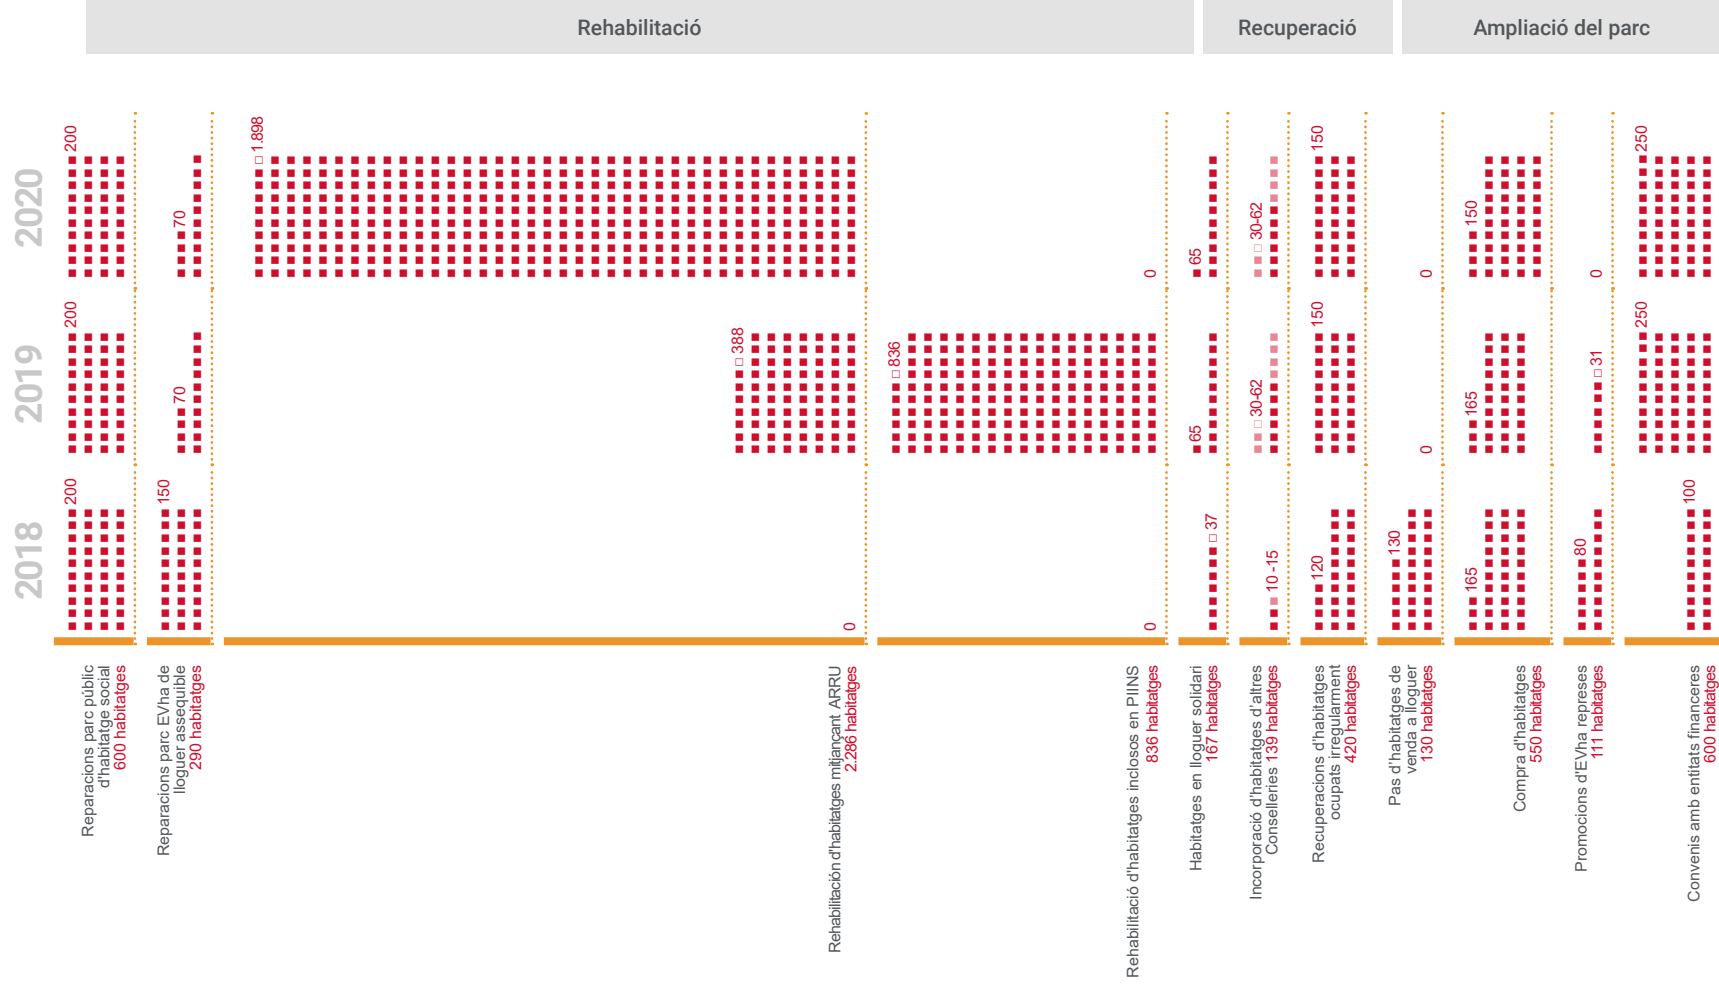 Rehabilitació
Recuperació
Ampliació del parc
2020
200
70
1.898
0
65
30-62
150
0
150
0
250
2019
200
70
388
836
65
30-62
150
0
165
31
250
2018
200
150
0
0
37
10 -15
120
130
165
80
100
Reparacions parc públic
d'habitatge social
600 habitatges
Reparacions parc EVha de
lloguer assequible
290 habitatges
Rehabilitación d'habitatges mitjançant ARRU
2.286 habitatges
Rehabilitació d'habitatges inclosos en PIINS
836 habitatges
Habitatges en lloguer solidari
167 habitatges
Incorporació d'habitatges d'altres
Conselleries 139 habitatges
Recuperacions d'habitatges
ocupats irregularment
420 habitatges
Pas d'habitatges de
venda a lloguer
130 habitatges
Compra d'habitatges
550 habitatges
Promocions d'EVha represes
111 habitatges
Convenis amb entitats financeres
600 habitatges